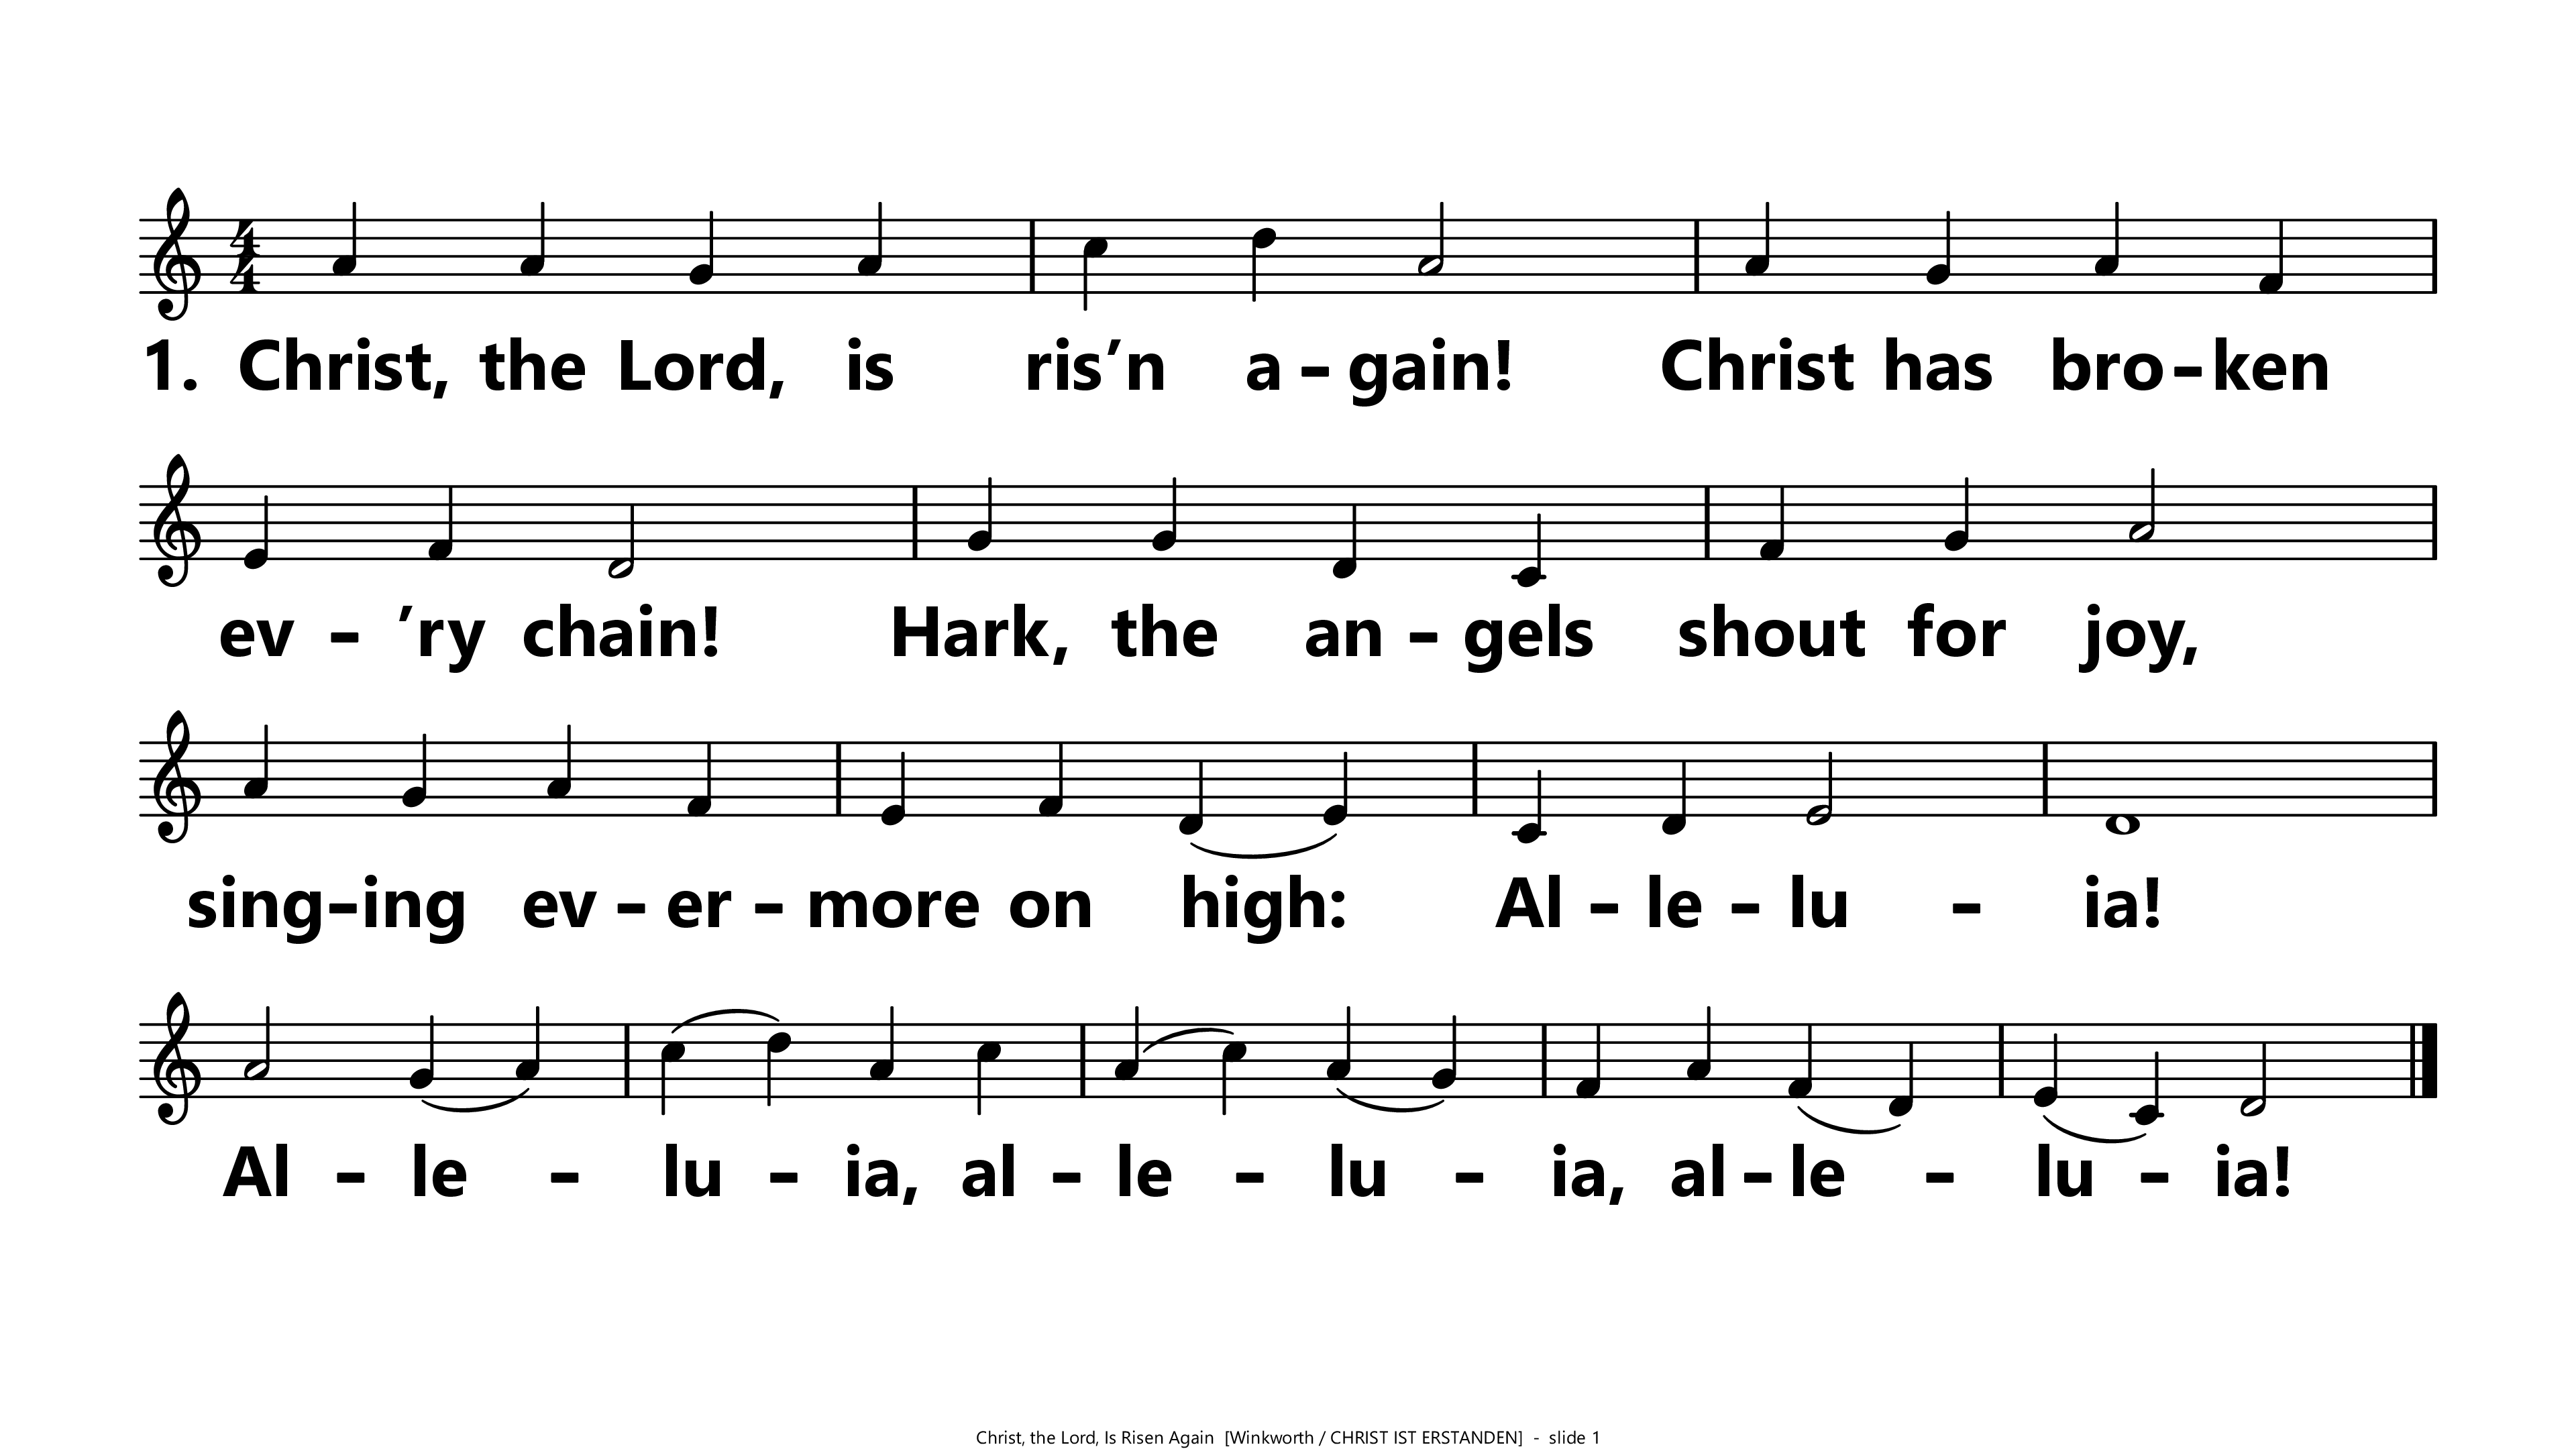 1. Christ, the Lord, is ris’n a-gain! Christ has bro-ken
ev - ’ry chain! Hark, the an - gels shout for joy,
sing-ing ev - er - more on high: Al - le - lu - ia!
Al - le - lu - ia, al - le - lu - ia, al - le - lu - ia!
Christ, the Lord, Is Risen Again [Winkworth / CHRIST IST ERSTANDEN] - slide 1